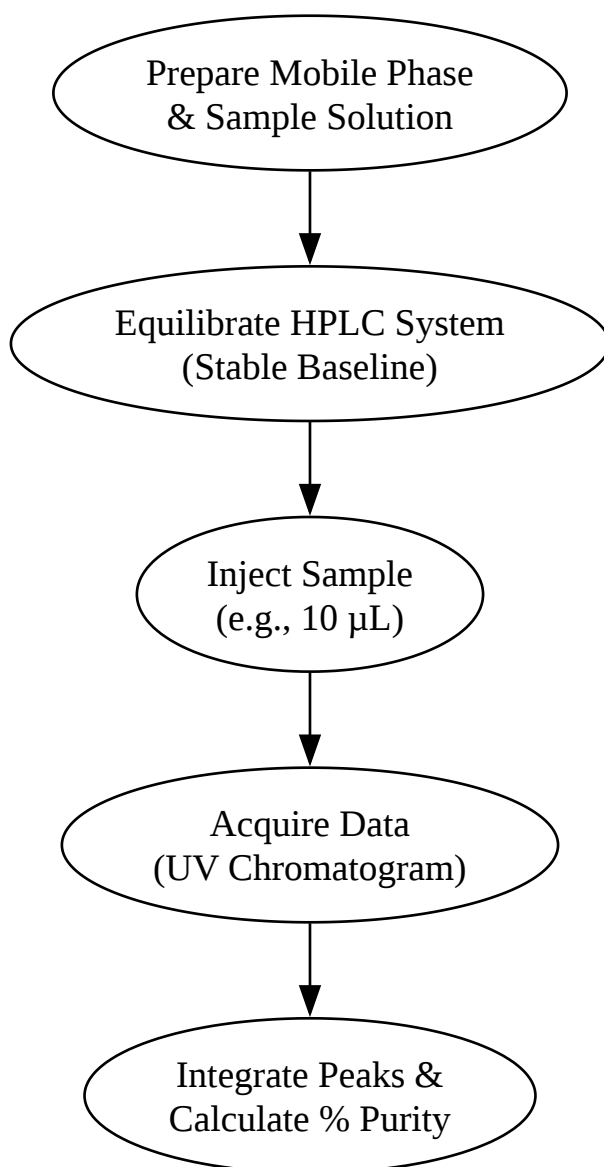 Prepare Mobile Phase
& Sample Solution
Equilibrate HPLC System
(Stable Baseline)
Inject Sample
(e.g., 10 µL)
Acquire Data
(UV Chromatogram)
Integrate Peaks &
Calculate % Purity